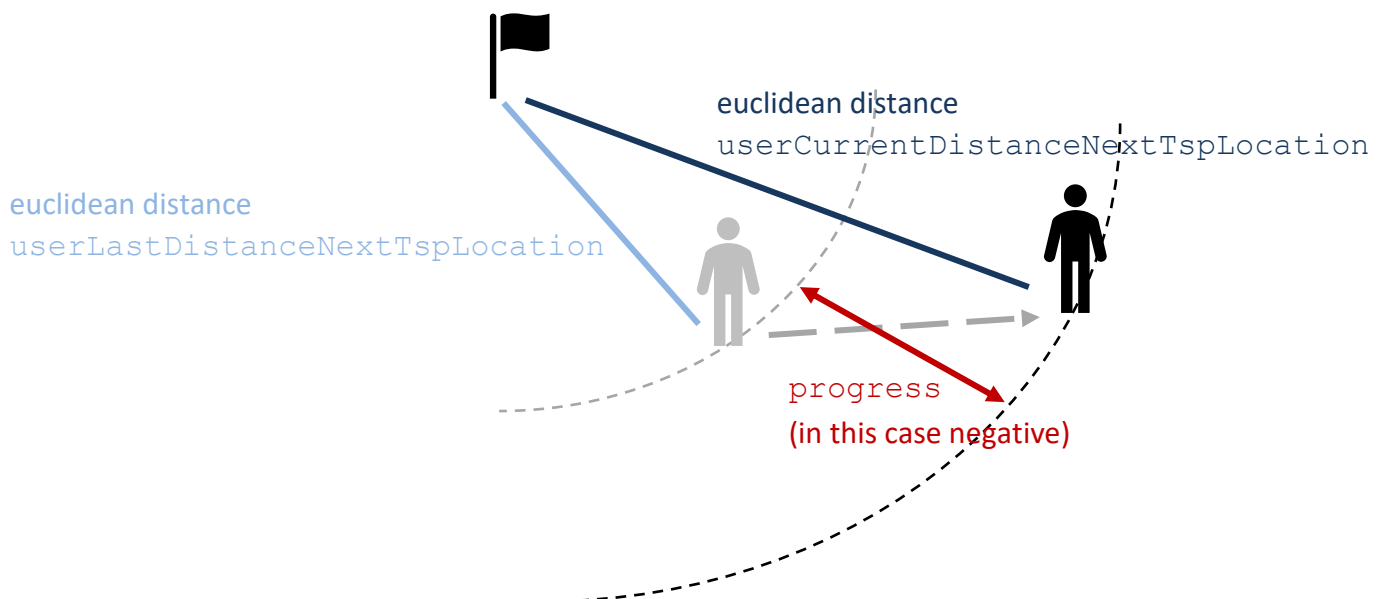 euclidean distance
userCurrentDistanceNextTspLocation
euclidean distance
userLastDistanceNextTspLocation
progress
(in this case negative)